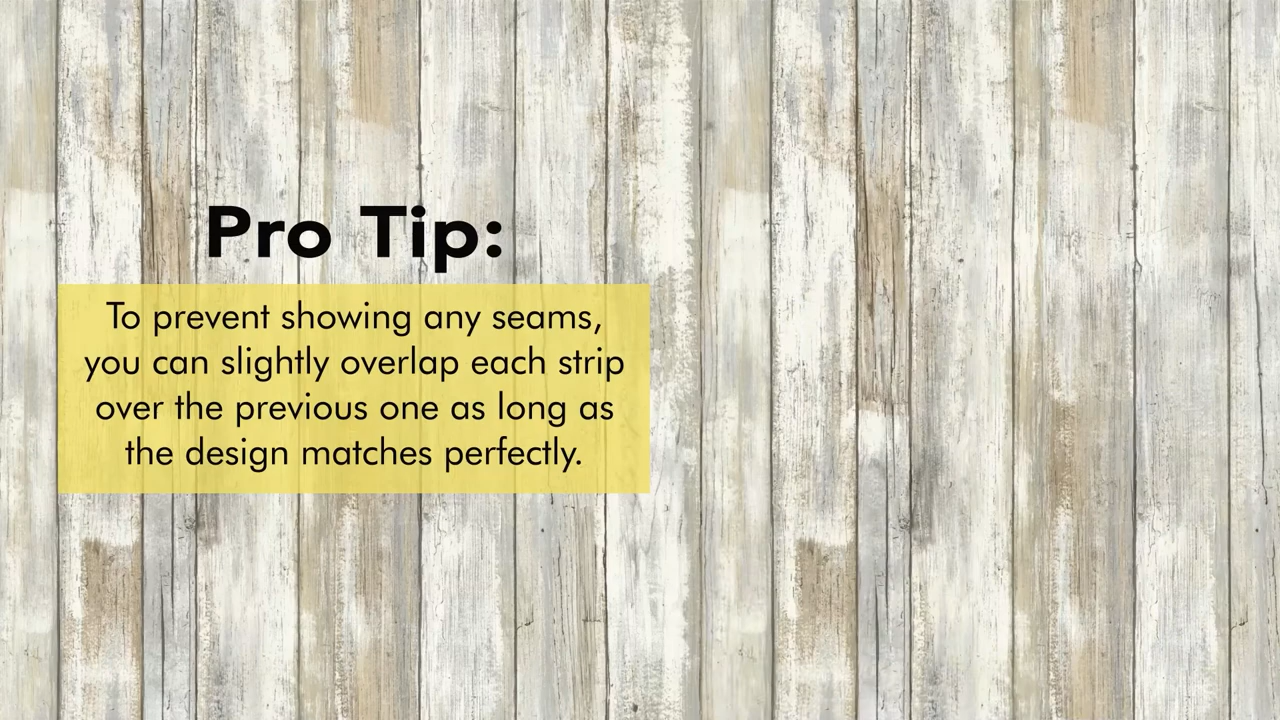 Pro Tip:
To prevent showing any seams,
you can slightly overlap each strip
over the previous one as long as
the design matches perfectly.